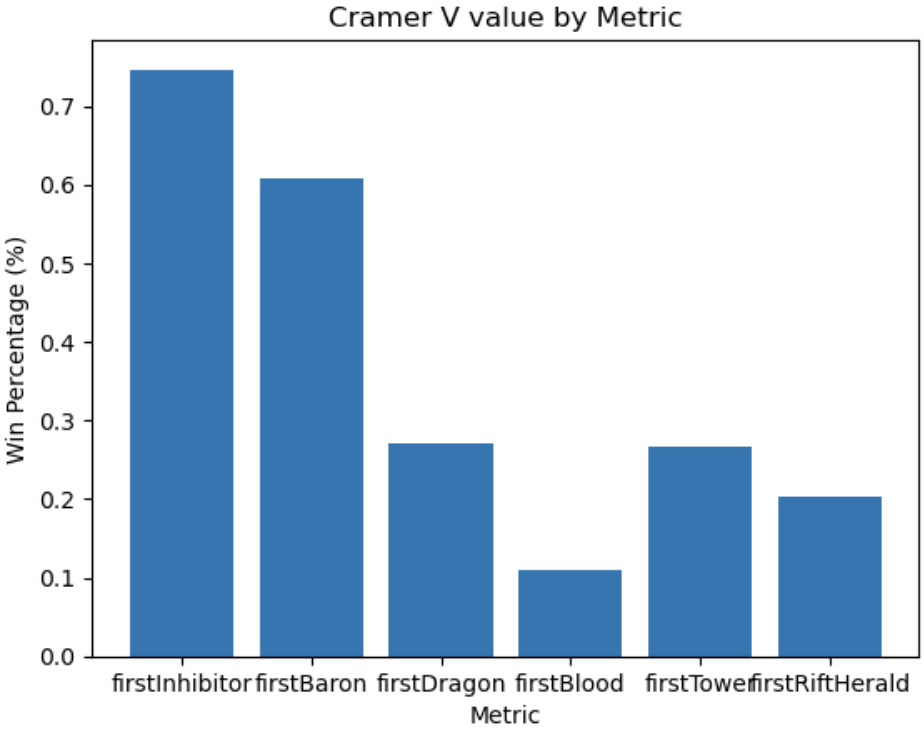 Cramer V value by Metric
Win Percentage (%)
0.7
0.6
0.5
0.4
0.3
0.2
0.1
0.0
firstInhibitor firstBaron firstDragon firstBlood firstTower firstRiftHerald
Metric